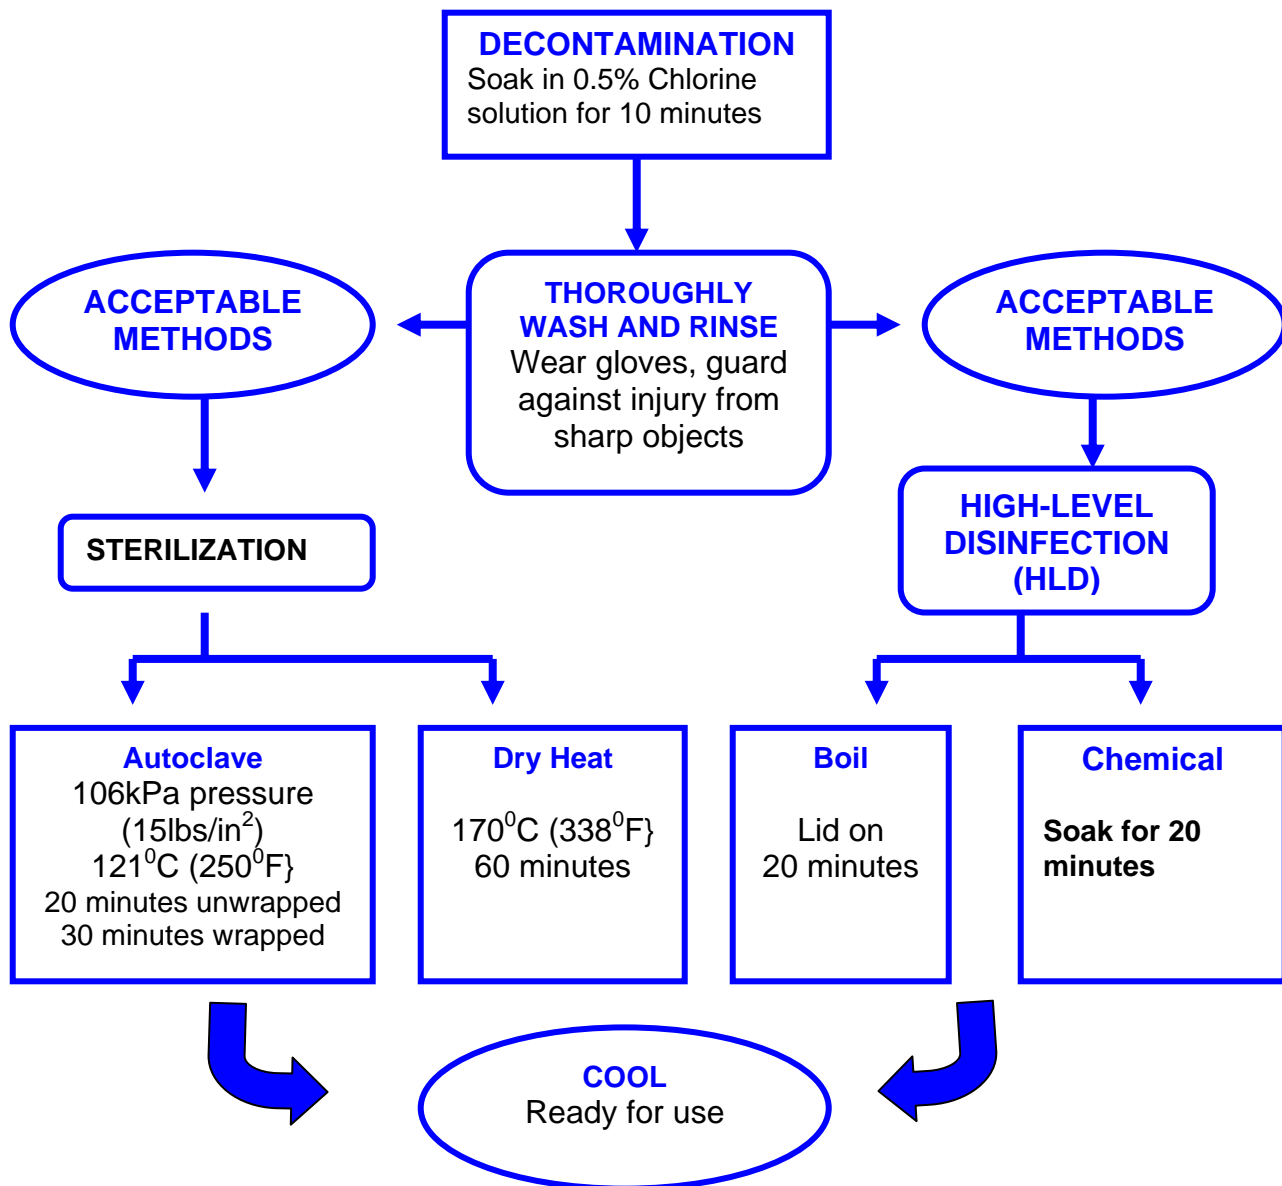 DECONTAMINATION
Soak in 0.5% Chlorine
solution for 10 minutes
ACCEPTABLE
METHODS
THOROUGHLY
WASH AND RINSE
Wear gloves, guard
against injury from
sharp objects
ACCEPTABLE
METHODS
STERILIZATION
HIGH-LEVEL
DISINFECTION
(HLD)
Autoclave
106kPa pressure
(15lbs/in²)
121⁰C (250⁰F}
20 minutes unwrapped
30 minutes wrapped
Dry Heat
170⁰C (338⁰F}
60 minutes
Boil
Lid on
20 minutes
Chemical
Soak for 20
minutes
COOL
Ready for use